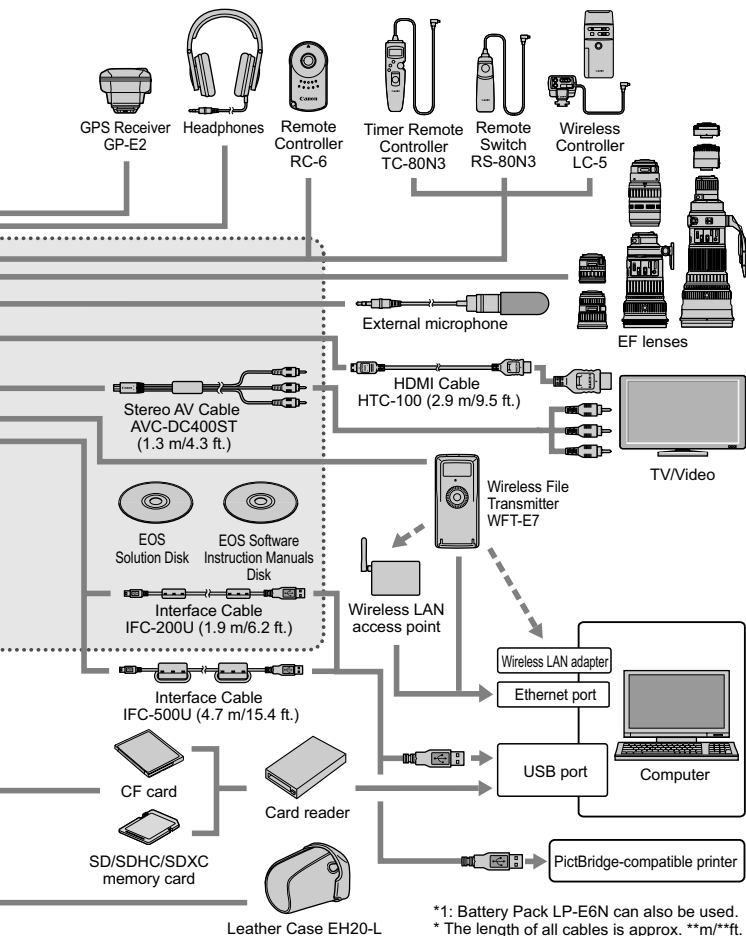 GPS Receiver
GP-E2
Headphones
Canon
Remote
Controller
RC-6
Timer Remote
Controller
TC-80N3
Remote
Switch
RS-80N3
Wireless
Controller
LC-5
EF lenses
External microphone
HDMI Cable
HTC-100 (2.9 m/9.5 ft.)
Stereo AV Cable
AVC-DC400ST
(1.3 m/4.3 ft.)
TV/Video
Wireless File
Transmitter
WFT-E7
EOS
Solution Disk
EOS Software
Instruction Manuals
Disk
Wireless LAN
access point
Interface Cable
IFC-200U (1.9 m/6.2 ft.)
Wireless LAN adapter
Ethernet port
Interface Cable
IFC-500U (4.7 m/15.4 ft.)
USB port
Computer
CF card
Card reader
SD/SDHC/SDXC
memory card
PictBridge-compatible printer
Leather Case EH20-L
*1: Battery Pack LP-E6N can also be used.
* The length of all cables is approx. **m/**ft.